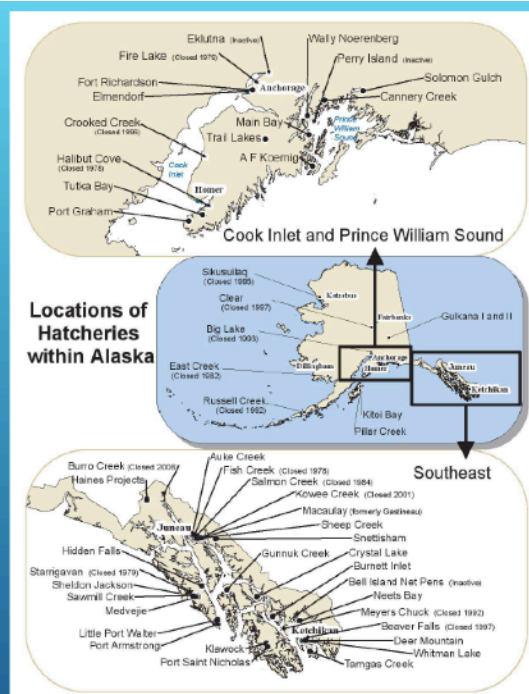 Eklutna (Inactive)
Fire Lake (Closed 1979)
Fort Richardson
Elmendorf
Anchorage
Wally Noerenberg
Perry Island (Inactive)
Solomon Gulch
Cannery Creek
Crooked Creek
(Closed 1996)
Main Bay
Trail Lakes
Prince
William
Sound
Halibut Cove
(Closed 1978)
Cook
Inlet
A F Koernig
Tutka Bay
Homer
Port Graham
Cook Inlet and Prince William Sound
Locations of
Hatcheries
within Alaska
Sikusuilaq
(Closed 1995)
Kotzebue
Clear
(Closed 1997)
Fairbanks
Gulkana I and II
Big Lake
(Closed 1993)
Anchorage
Homer
East Creek
(Closed 1982)
Dillingham
Juneau
Ketchikan
Russell Creek
(Closed 1992)
Kitoi Bay
Pillar Creek
Southeast
Auke Creek
Burro Creek (Closed 2008)
Fish Creek (Closed 1978)
Haines Projects
Salmon Creek (Closed 1984)
Kowee Creek (Closed 2001)
Macaulay (formerly Gastineau)
Juneau
Sheep Creek
Snettisham
Hidden Falls
Gunnuk Creek
Crystal Lake
Burnett Inlet
Starrigavan (Closed 1979)
Bell Island Net Pens (Inactive)
Sheldon Jackson
Neets Bay
Sawmill Creek
Meyers Chuck (Closed 1992)
Medvejie
Beaver Falls (Closed 1997)
Ketchikan
Little Port Walter
Deer Mountain
Port Armstrong
Whitman Lake
Klawock
Port Saint Nicholas
Tamgas Creek